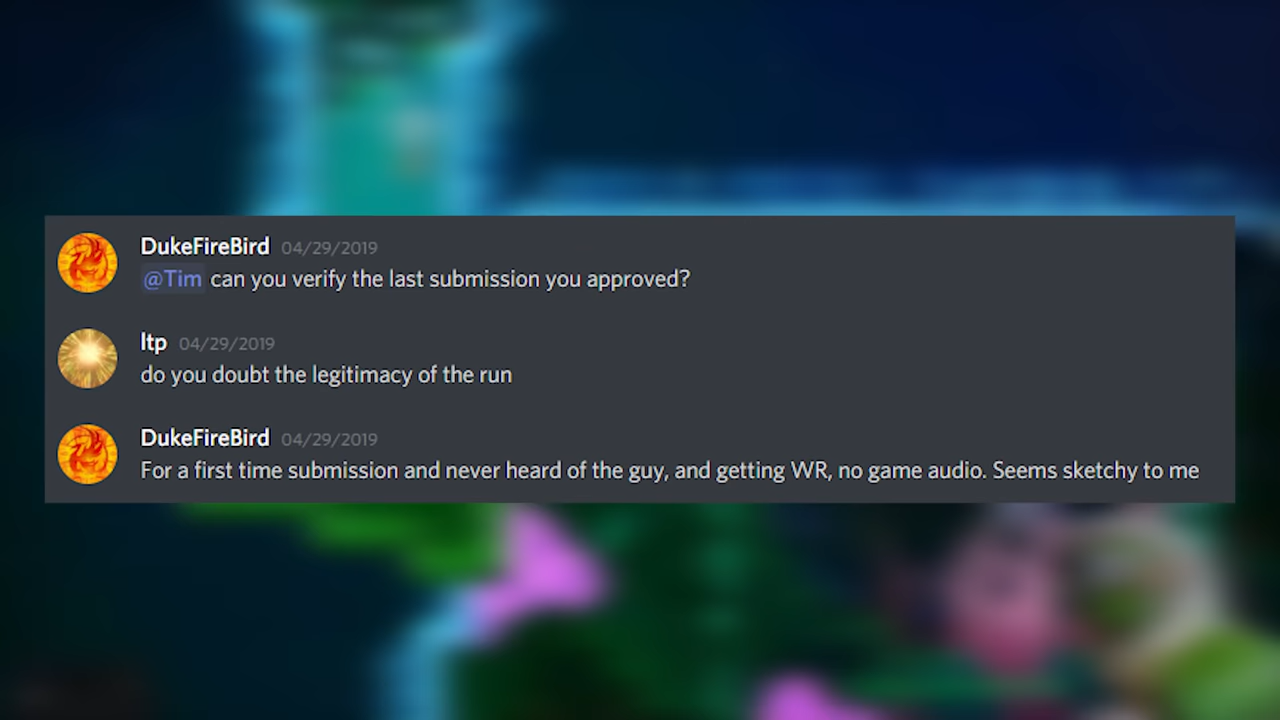 DukeFireBird 04/29/2019
@Tim can you verify the last submission you approved?
ltp 04/29/2019
do you doubt the legitimacy of the run
DukeFireBird 04/29/2019
For a first time submission and never heard of the guy, and getting WR, no game audio. Seems sketchy to me